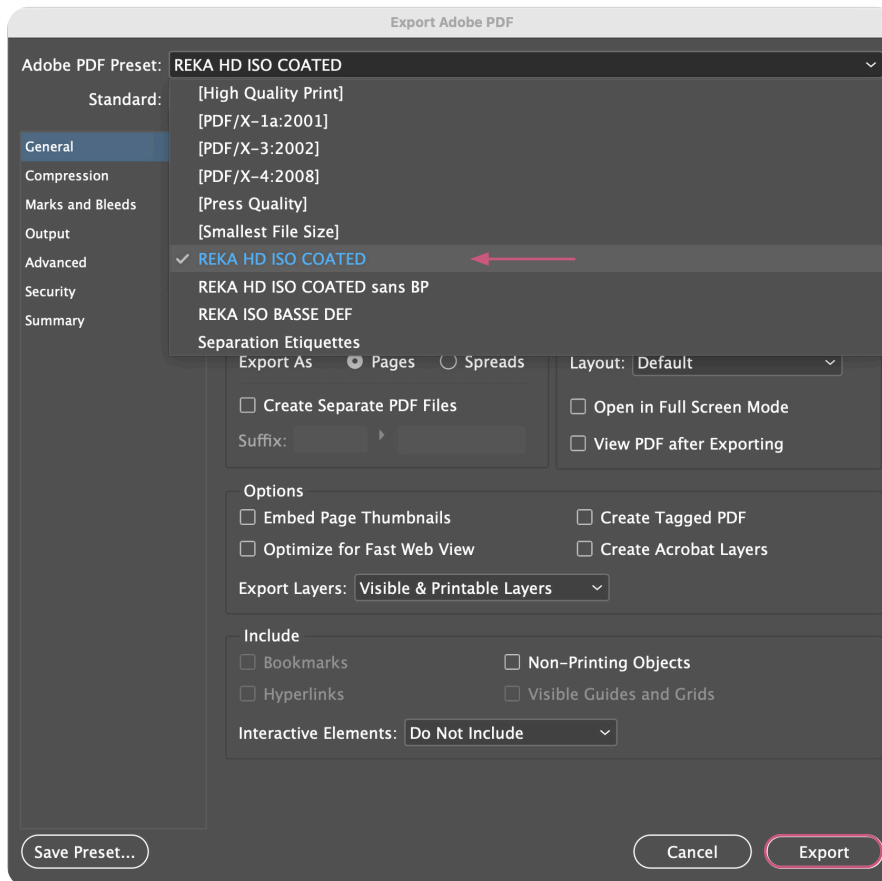 Export Adobe PDF
Adobe PDF Preset: REKA HD ISO COATED
Standard:
[High Quality Print]
[PDF/X-1a:2001]
[PDF/X-3:2002]
[PDF/X-4:2008]
[Press Quality]
[Smallest File Size]
REKA HD ISO COATED
REKA HD ISO COATED sans BP
REKA ISO BASSE DEF
Separation Etiquettes
General
Compression
Marks and Bleeds
Output
Advanced
Security
Summary
Export As Pages Spreads
Layout: Default
Create Separate PDF Files
Suffix:
Open in Full Screen Mode
View PDF after Exporting
Options
Embed Page Thumbnails
Create Tagged PDF
Optimize for Fast Web View
Create Acrobat Layers
Export Layers: Visible & Printable Layers
Include
Bookmarks
Non-Printing Objects
Hyperlinks
Visible Guides and Grids
Interactive Elements: Do Not Include
Save Preset...
Cancel
Export